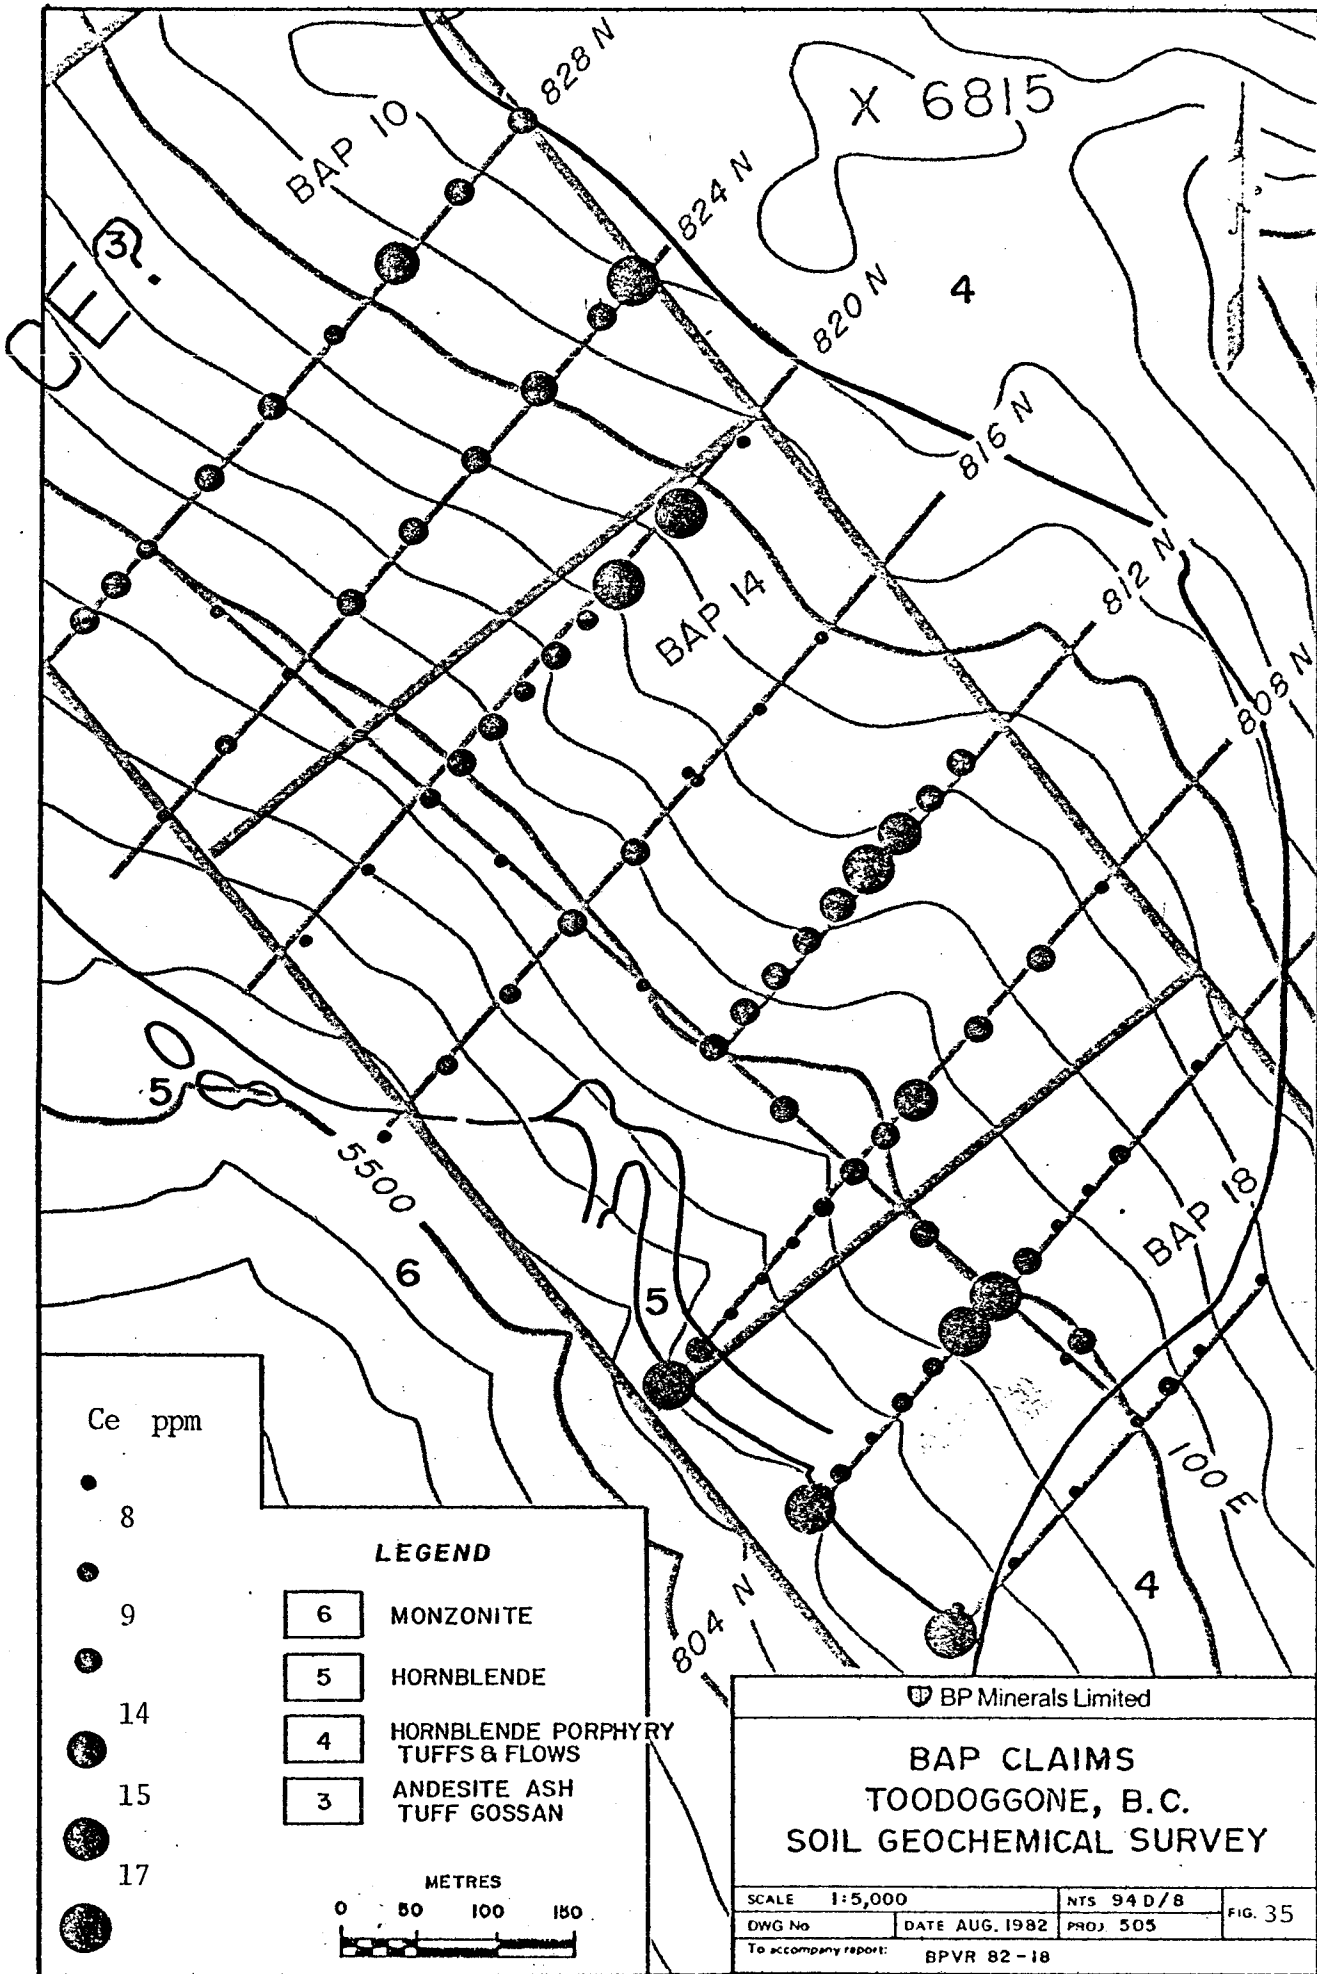 828 N
BAP 10
X 6815
824 N
3
CE
820 N
4
816 N
BAP 14
812 N
808 N
5
5500
BAP 18
6
5
100 E
4
804 N
Ce ppm
8
9
14
15
17
LEGEND
6 MONZONITE
5 HORNBLENDE
4 HORNBLENDE PORPHYRY
TUFFS & FLOWS
3 ANDESITE ASH
TUFF GOSSAN
METRES
0 50 100 150
BP Minerals Limited
BAP CLAIMS
TOODOGGONE, B.C.
SOIL GEOCHEMICAL SURVEY
SCALE 1:5,000
NTS 94 D/8
FIG. 35
DWG No
DATE AUG. 1982
PROJ. 505
To accompany report: BPVR 82-18